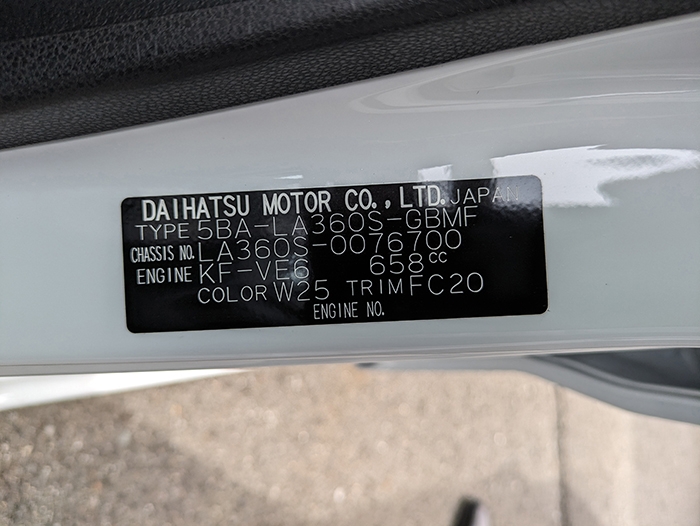 DAIHATSU MOTOR CO., LTD. JAPAN
TYPE 5BA-LA360S-GBMF
CHASSIS NO. LA360S-0076700
ENGINE KF-VE6 658cc
COLOR W25 TRIM FC20
ENGINE NO.